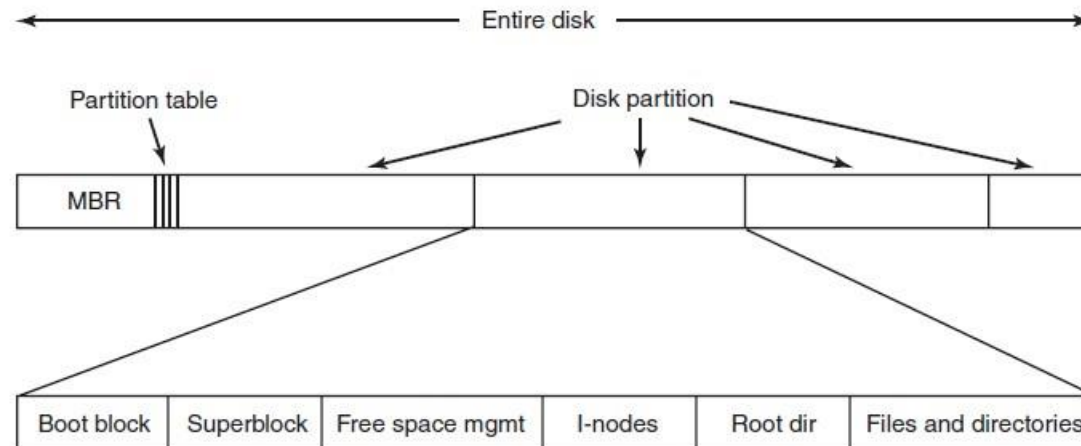 Entire disk
Partition table
Disk partition
MBR
Boot block
Superblock
Free space mgmt
I-nodes
Root dir
Files and directories